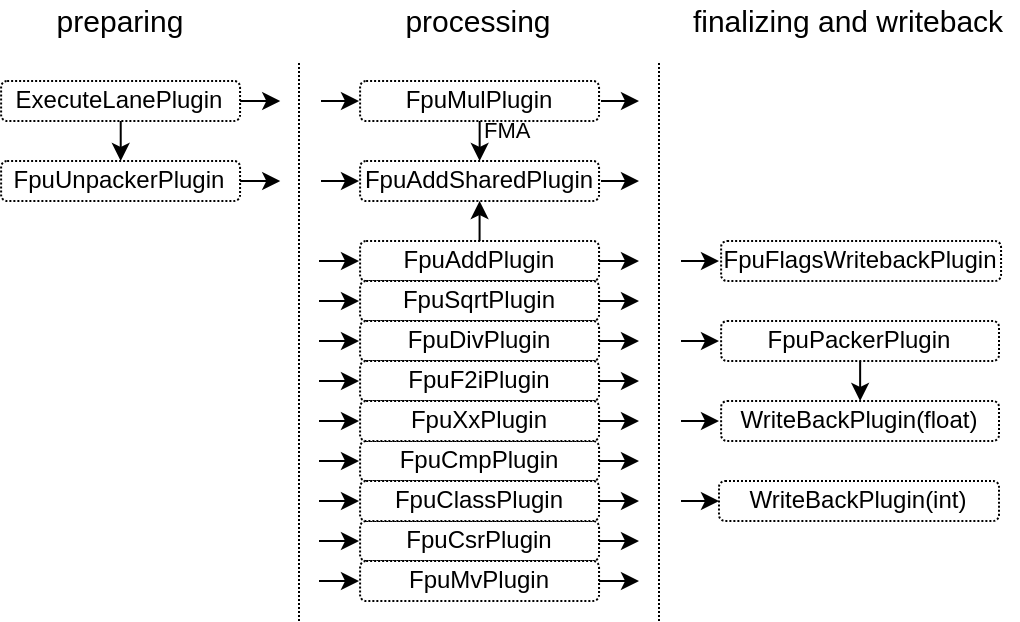 preparing
processing
finalizing and writeback
ExecuteLanePlugin
FpuUnpackerPlugin
FpuMulPlugin
FMA
FpuAddSharedPlugin
FpuAddPlugin
FpuSqrtPlugin
FpuDivPlugin
FpuF2iPlugin
FpuXxPlugin
FpuCmpPlugin
FpuClassPlugin
FpuCsrPlugin
FpuMvPlugin
FpuFlagsWritebackPlugin
FpuPackerPlugin
WriteBackPlugin(float)
WriteBackPlugin(int)